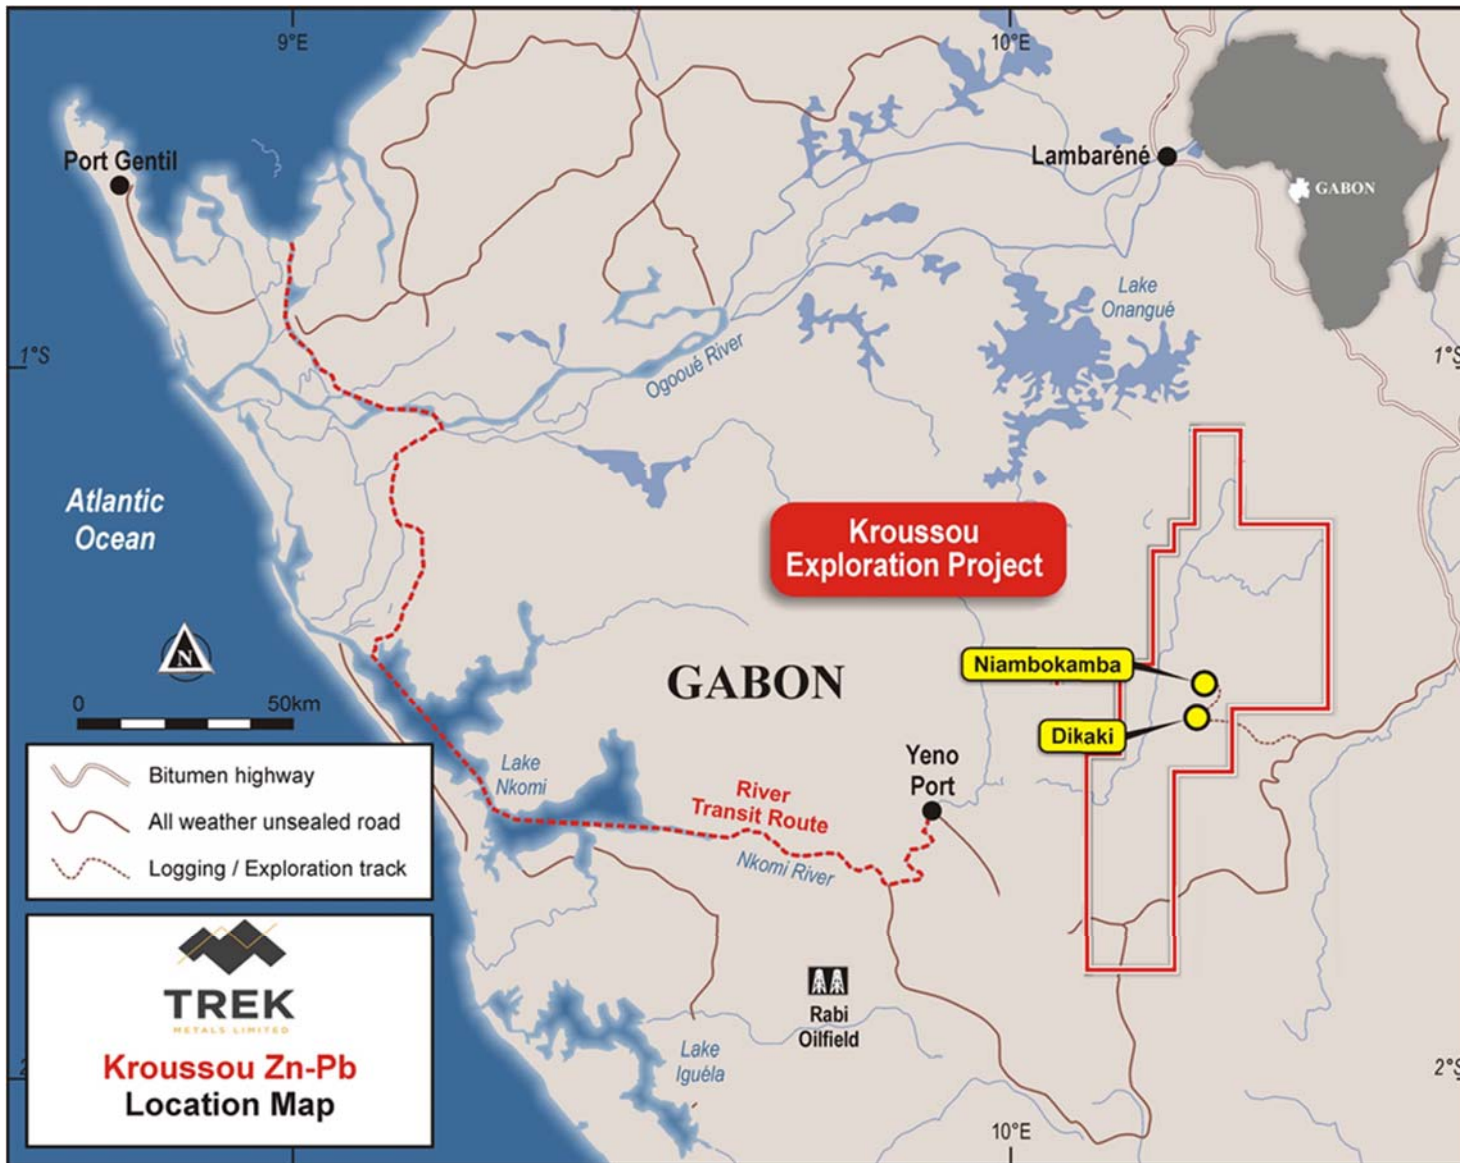 9°E
10°E
Port Gentil
Lambaréné
GABON
Lake
Onangué
1°S
1°S
Ogooué River
Atlantic
Ocean
Kroussou
Exploration Project
N
Niambokamba
GABON
0
50km
Dikaki
Yeno
Port
Lake
Nkomi
River
Transit Route
Nkomi River
Bitumen highway
All weather unsealed road
Logging / Exploration track
Rabi
Oilfield
TREK
METALS LIMITED
Kroussou Zn-Pb
Location Map
Lake
Iguéla
2°S
10°E